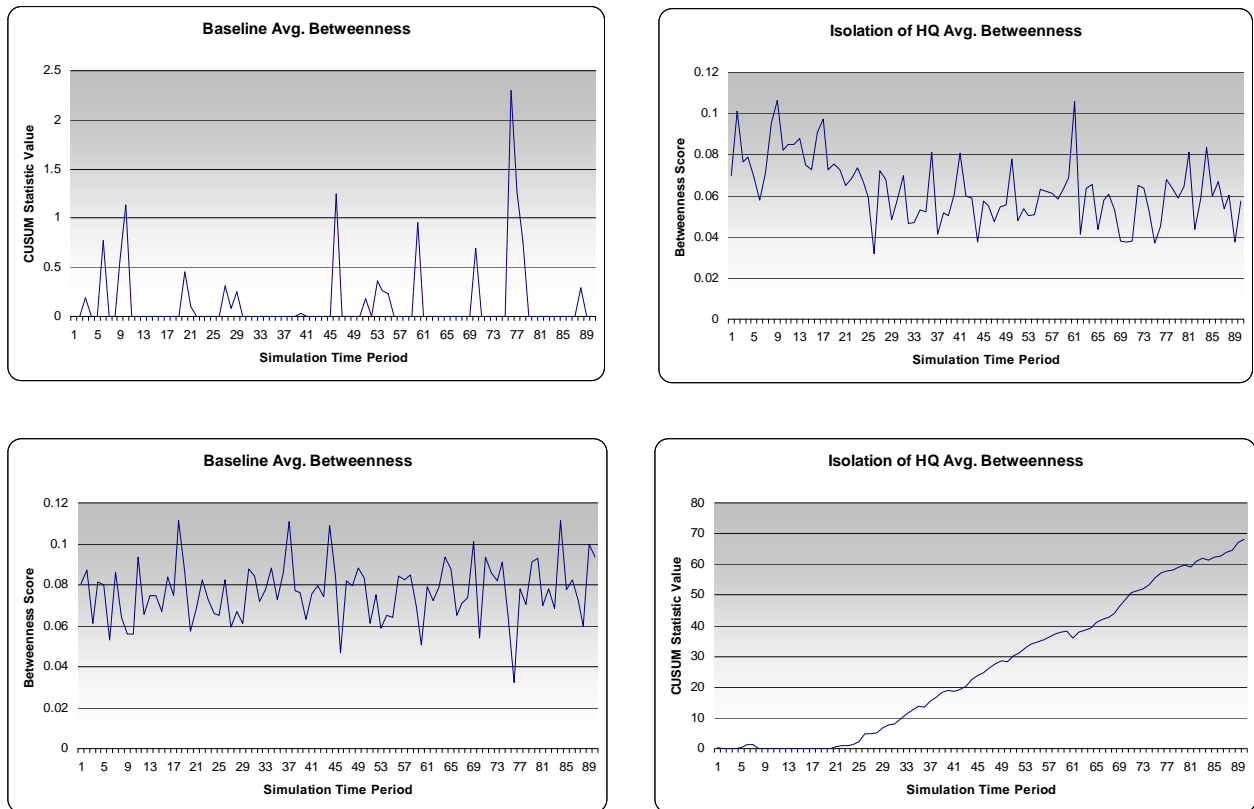 Baseline Avg. Betweenness
CUSUM Statistic Value
2.5
2
1.5
1
0.5
0
1 5 9 13 17 21 25 29 33 37 41 45 49 53 57 61 65 69 73 77 81 85 89
Simulation Time Period
Isolation of HQ Avg. Betweenness
Betweenness Score
0.12
0.1
0.08
0.06
0.04
0.02
0
1 5 9 13 17 21 25 29 33 37 41 45 49 53 57 61 65 69 73 77 81 85 89
Simulation Time Period
Baseline Avg. Betweenness
Betweenness Score
0.12
0.1
0.08
0.06
0.04
0.02
0
1 5 9 13 17 21 25 29 33 37 41 45 49 53 57 61 65 69 73 77 81 85 89
Simulation Time Period
Isolation of HQ Avg. Betweenness
CUSUM Statistic Value
80
70
60
50
40
30
20
10
0
1 5 9 13 17 21 25 29 33 37 41 45 49 53 57 61 65 69 73 77 81 85 89
Simulation Time Period